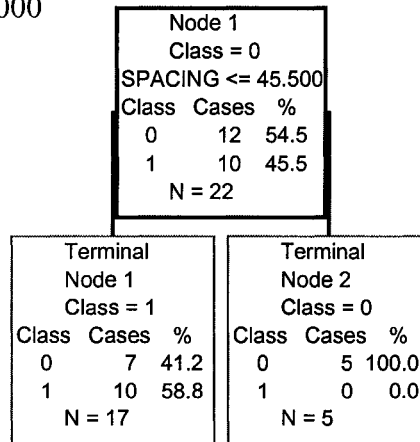 000
Node 1
Class = 0
SPACING <= 45.500
Class Cases %
0 12 54.5
1 10 45.5
N = 22
Terminal
Node 1
Class = 1
Class Cases %
0 7 41.2
1 10 58.8
N = 17
Terminal
Node 2
Class = 0
Class Cases %
0 5 100.0
1 0 0.0
N = 5